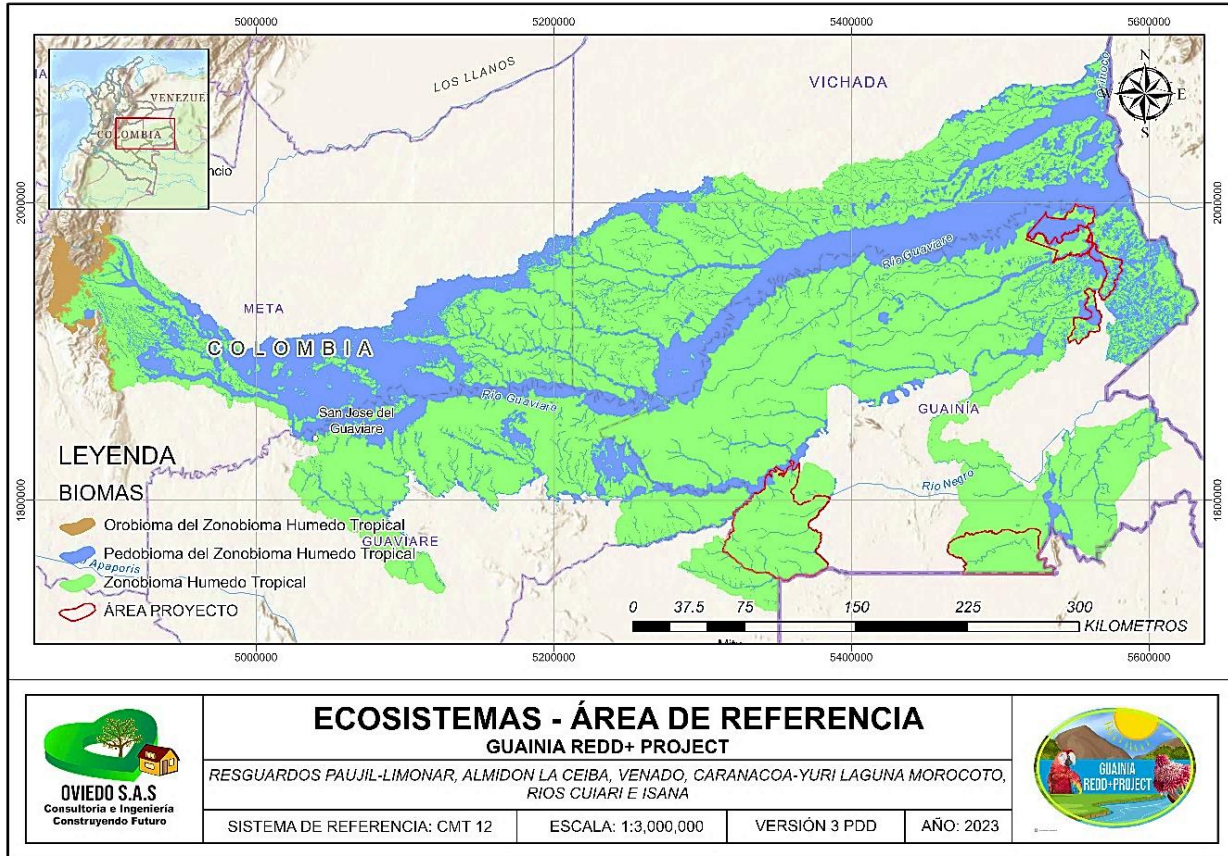 5000000
5200000
5400000
5600000
VENEZUEL
COLOMBIA
LOS LLANOS
VICHADA
Orinoco
N
W E
S
2000000
2000000
Río Guaviare
META
COLOMBIA
Río Guaviare
San Jose del
Guaviare
GUAINÍA
LEYENDA
BIOMAS
Río Negro
1800000
1800000
Orobioma del Zonobioma Humedo Tropical
GUAVIARE
Pedobioma del Zonobioma Humedo Tropical
Apaporis
Zonobioma Humedo Tropical
ÁREA PROYECTO
0 37.5 75 150 225 300
KILOMETROS
5000000
5200000
5400000
5600000
ECOSISTEMAS - ÁREA DE REFERENCIA
GUAINIA REDD+ PROJECT
RESGUARDOS PAUJIL-LIMONAR, ALMIDON LA CEIBA, VENADO, CARANACOA-YURI LAGUNA MOROCOTO,
RIOS CUIARI E ISANA
SISTEMA DE REFERENCIA: CMT 12
ESCALA: 1:3,000,000
VERSIÓN 3 PDD
AÑO: 2023
OVIEDO S.A.S
Consultoria e Ingeniería
Construyendo Futuro
GUAINIA
REDD+PROJECT